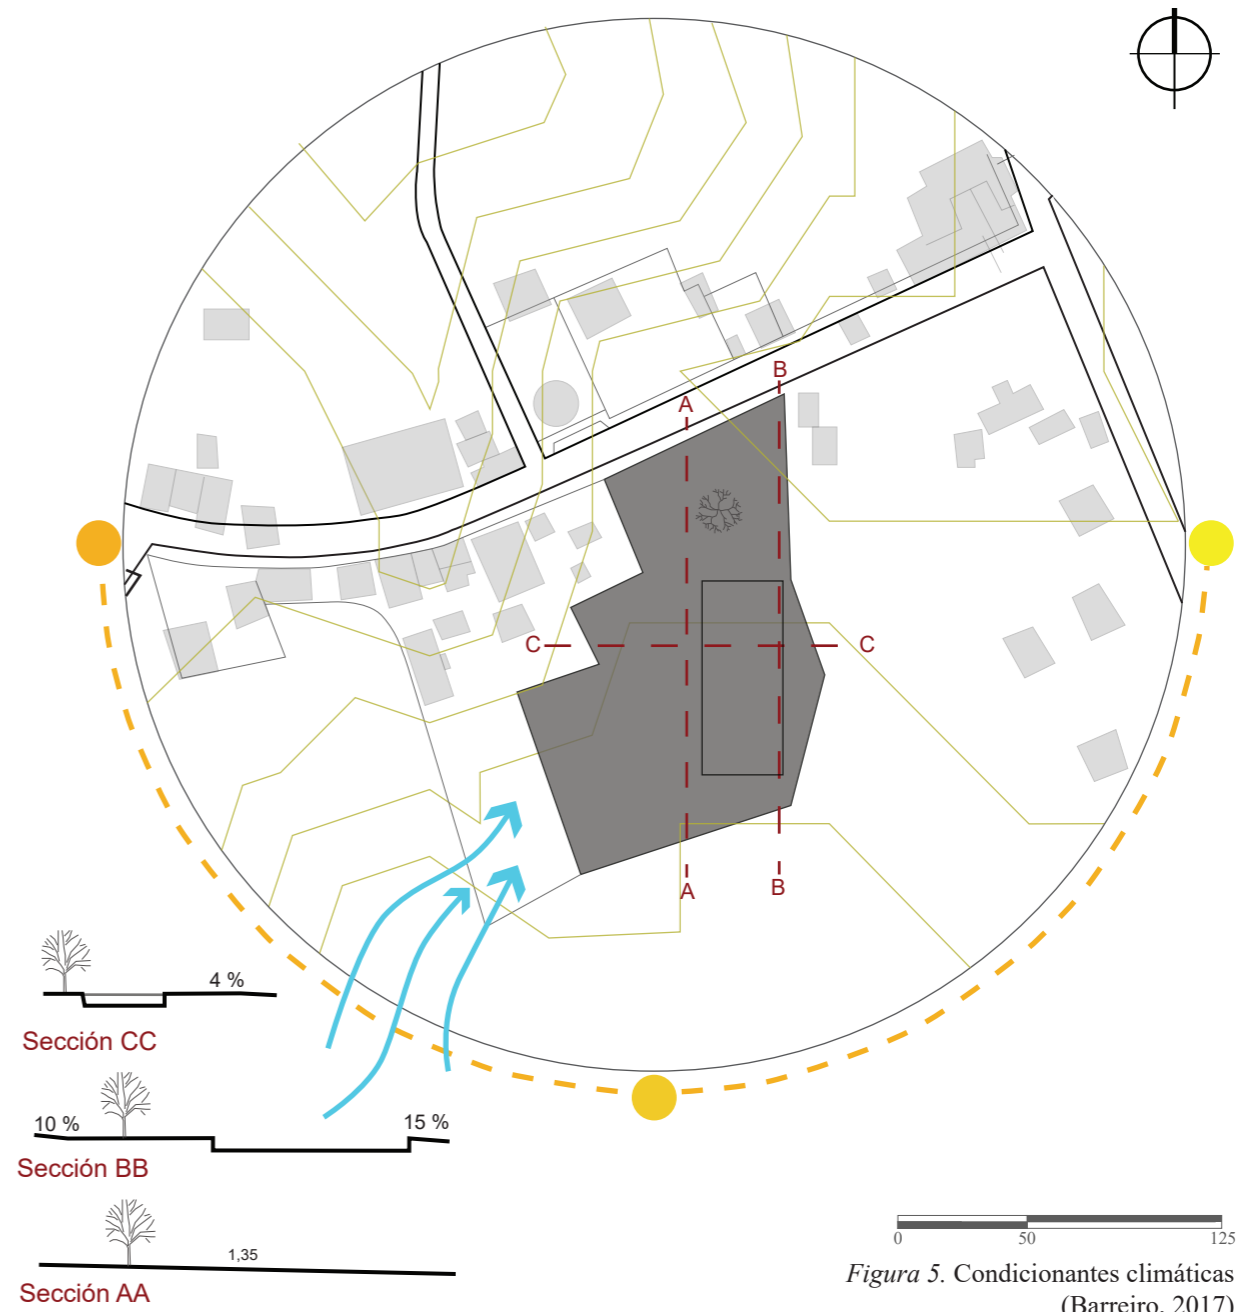 B
A
C
C
A
B
4 %
Sección CC
10 %
15 %
Sección BB
1,35
Sección AA
0
50
125
Figura 5. Condicionantes climáticas
(Barreiro, 2017)